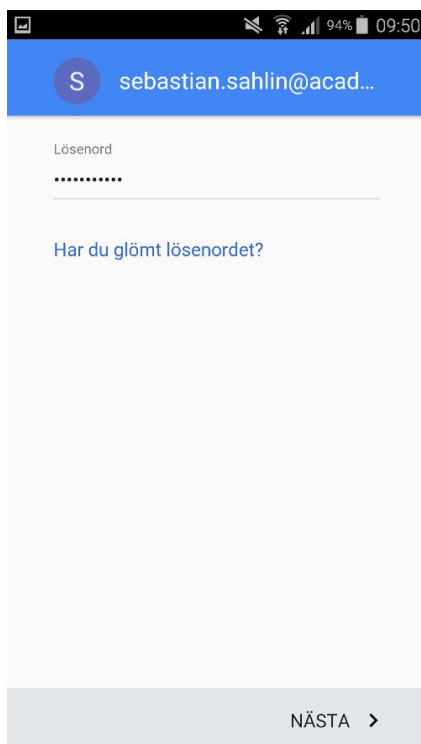 94% 09:50
S sebastian.sahlin@acad...
Lösenord
•••••••••••
Har du glömt lösenordet?
NÄSTA